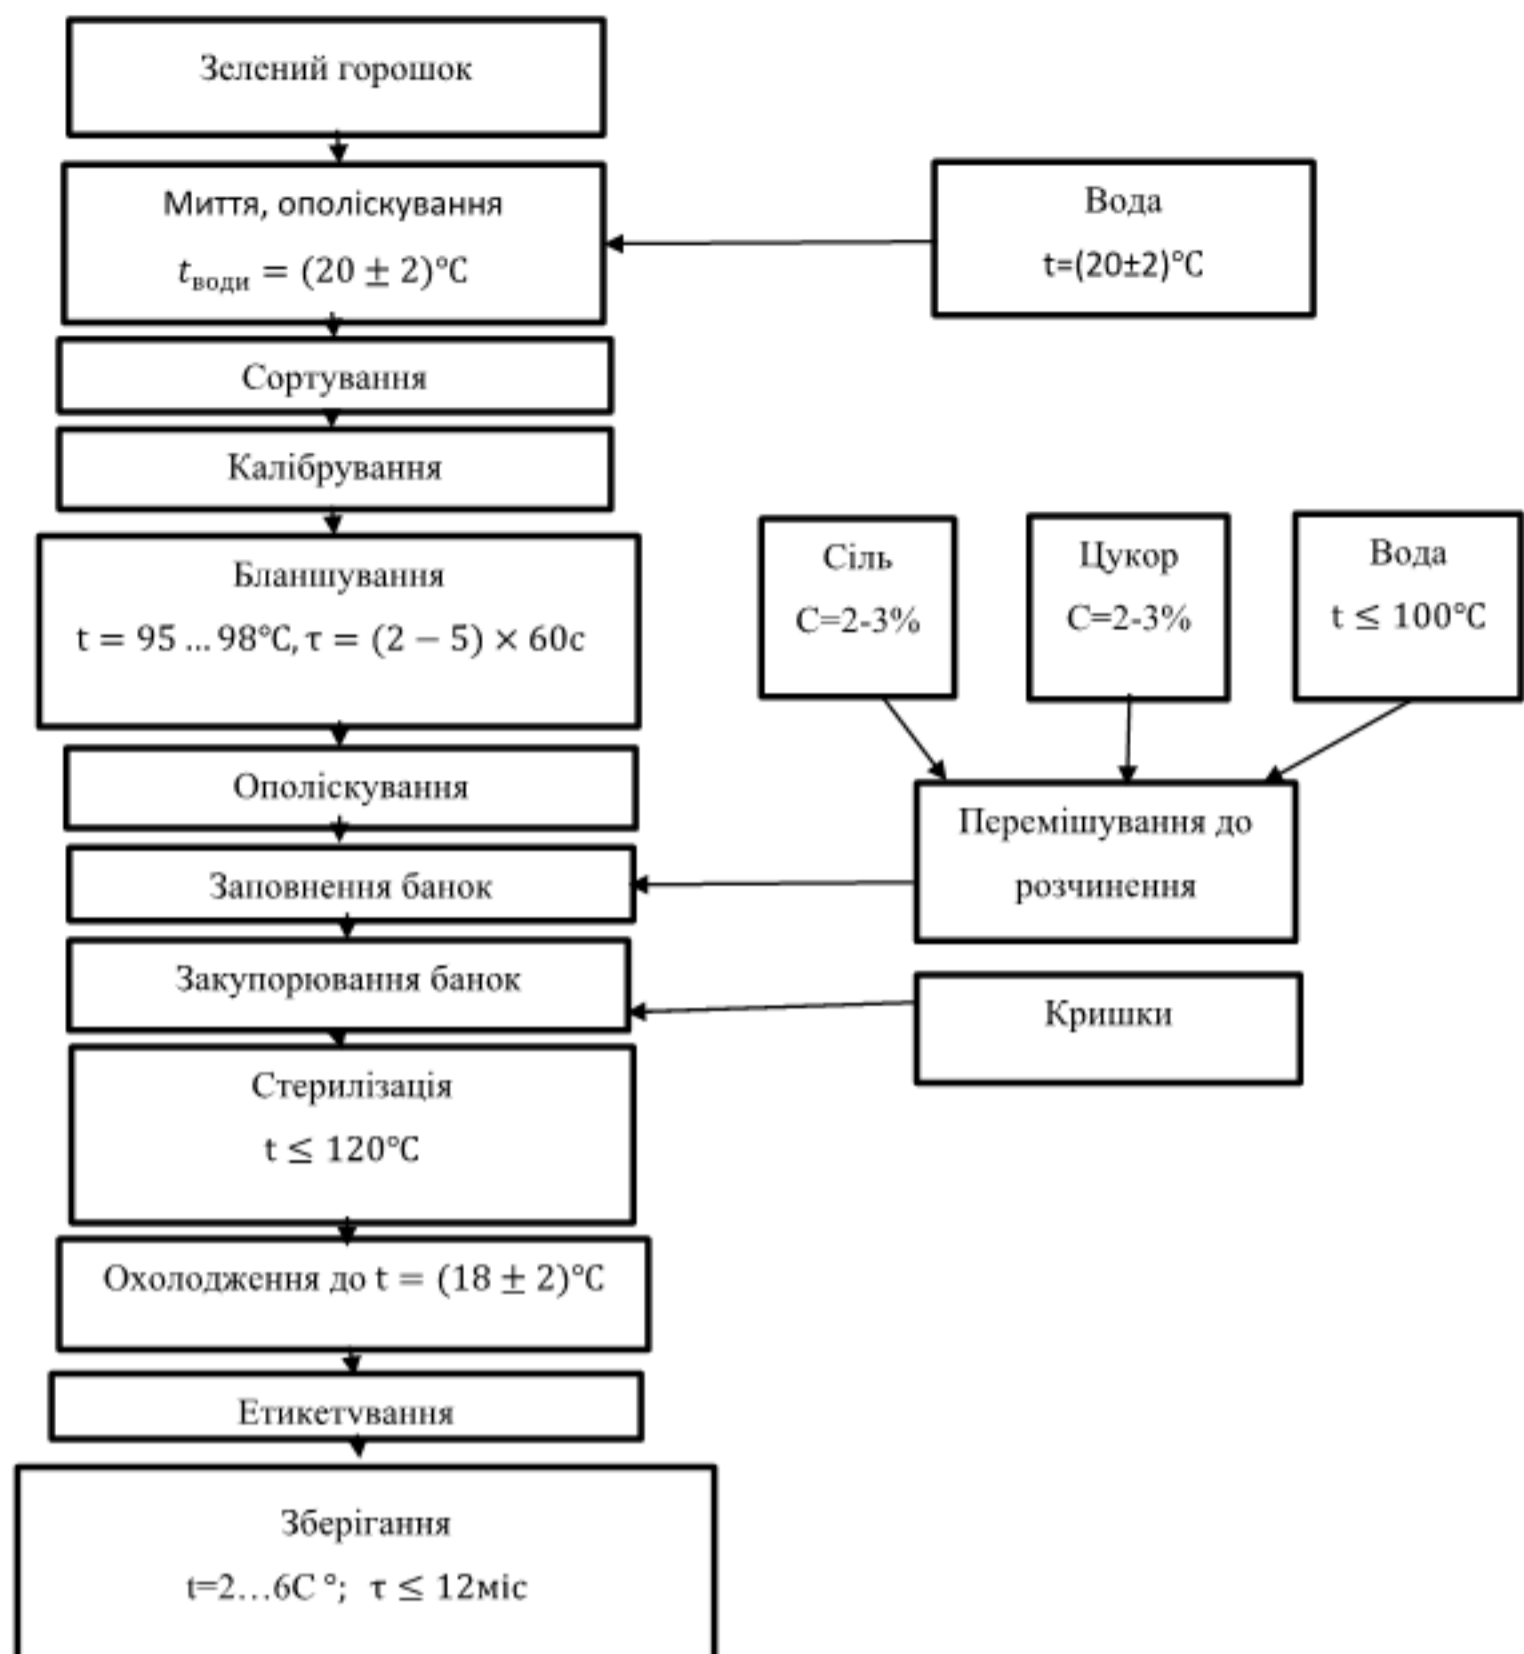 Зелений горошок
Миття, ополіскування
tводи = (20 ± 2)°C
Вода
t=(20±2)°C
Сортування
Калібрування
Бланшування
t = 95 … 98°C, τ = (2 − 5) × 60с
Сіль
С=2-3%
Цукор
С=2-3%
Вода
t ≤ 100°C
Ополіскування
Перемішування до
розчинення
Заповнення банок
Закупорювання банок
Кришки
Стерилізація
t ≤ 120°C
Охолодження до t = (18 ± 2)°C
Етикетування
Зберігання
t=2…6С °; τ ≤ 12міс